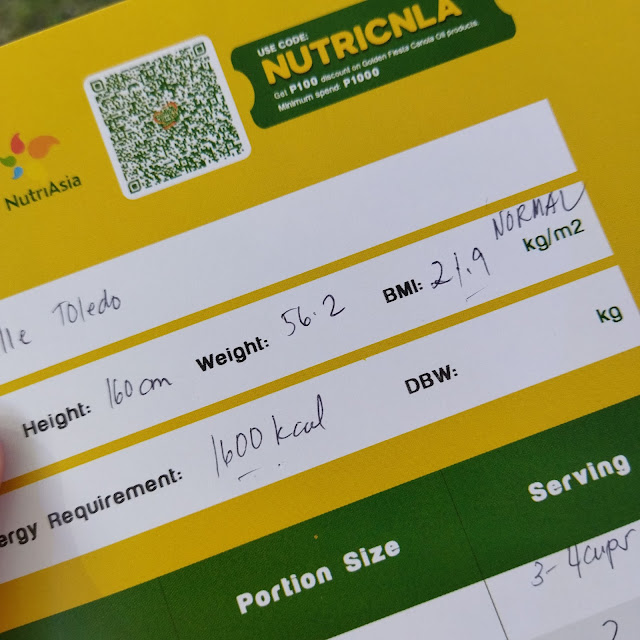 USE CODE:
NUTRICNLA
Get P100 discount on Golden Fiesta Canola Oil products.
Minimum spend P1000
NutriAsia
lle Toledo
Height: 160 cm Weight: 56.2 BMI: 21.9 NORMAL kg/m2
ergy Requirement: 1600 kcal DBW: kg
Portion Size Serving
3-4cups
2